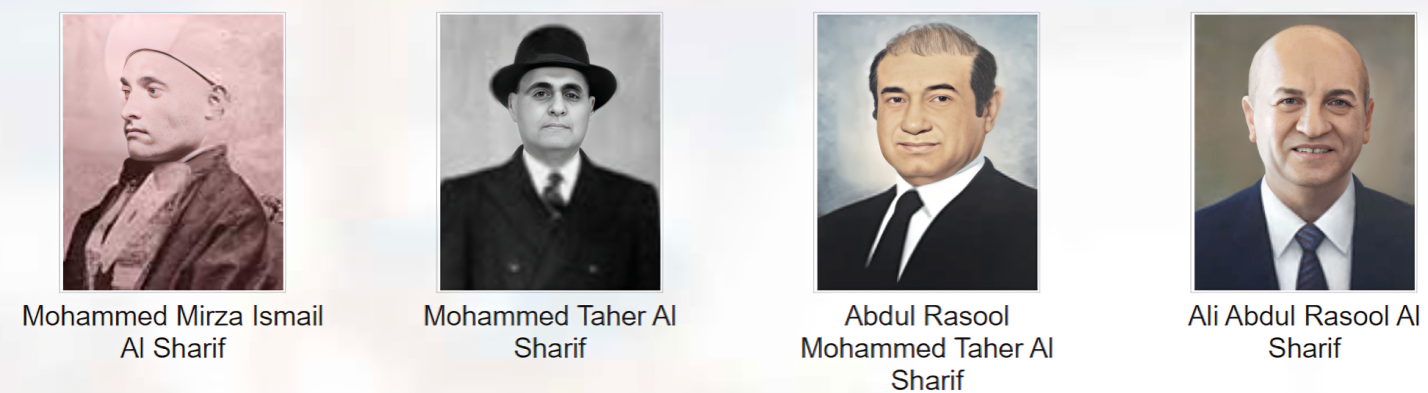 Mohammed Mirza Ismail
Al Sharif
Mohammed Taher Al
Sharif
Abdul Rasool
Mohammed Taher Al
Sharif
Ali Abdul Rasool Al
Sharif